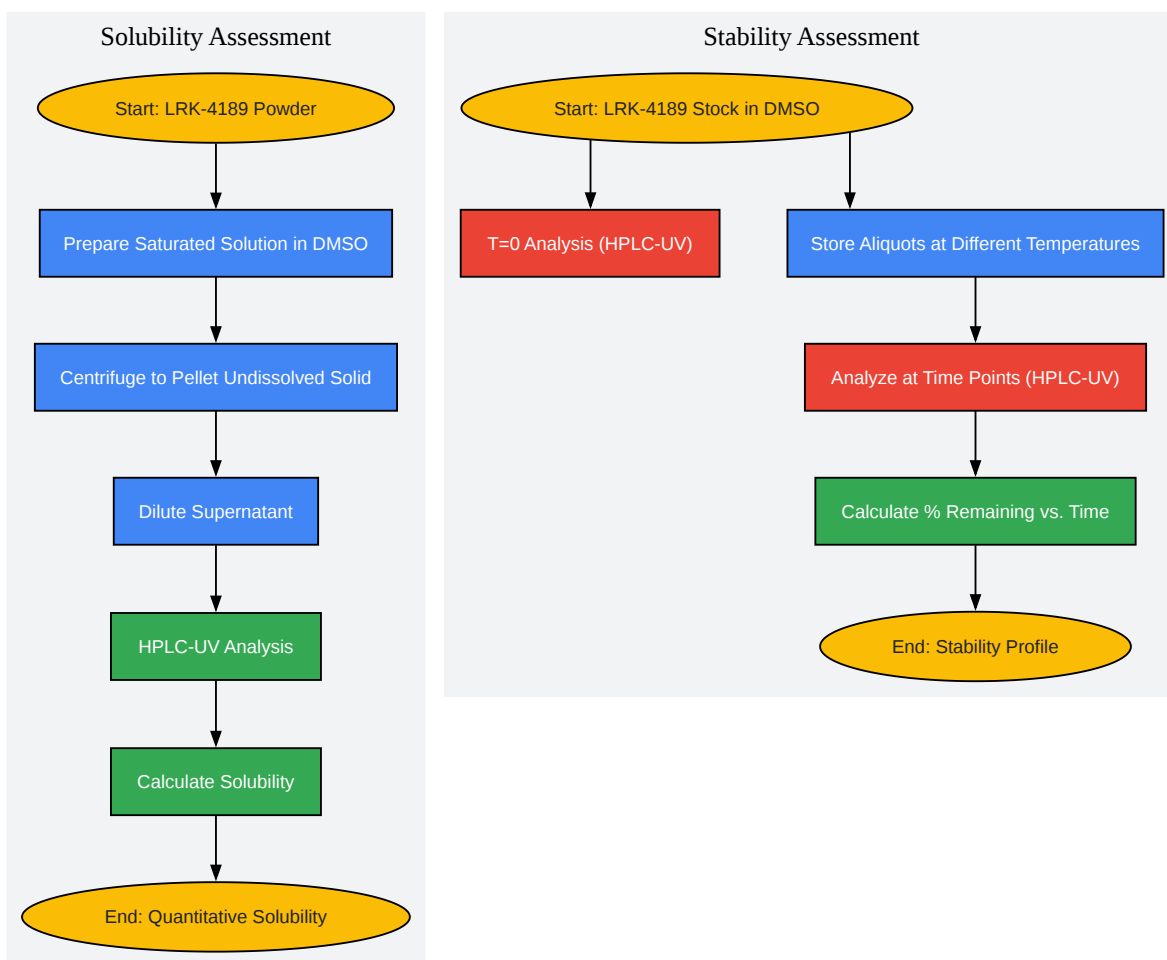 Solubility Assessment
Start: LRK-4189 Powder
Prepare Saturated Solution in DMSO
Centrifuge to Pellet Undissolved Solid
Dilute Supernatant
HPLC-UV Analysis
Calculate Solubility
End: Quantitative Solubility
Stability Assessment
Start: LRK-4189 Stock in DMSO
T=0 Analysis (HPLC-UV)
Store Aliquots at Different Temperatures
Analyze at Time Points (HPLC-UV)
Calculate % Remaining vs. Time
End: Stability Profile